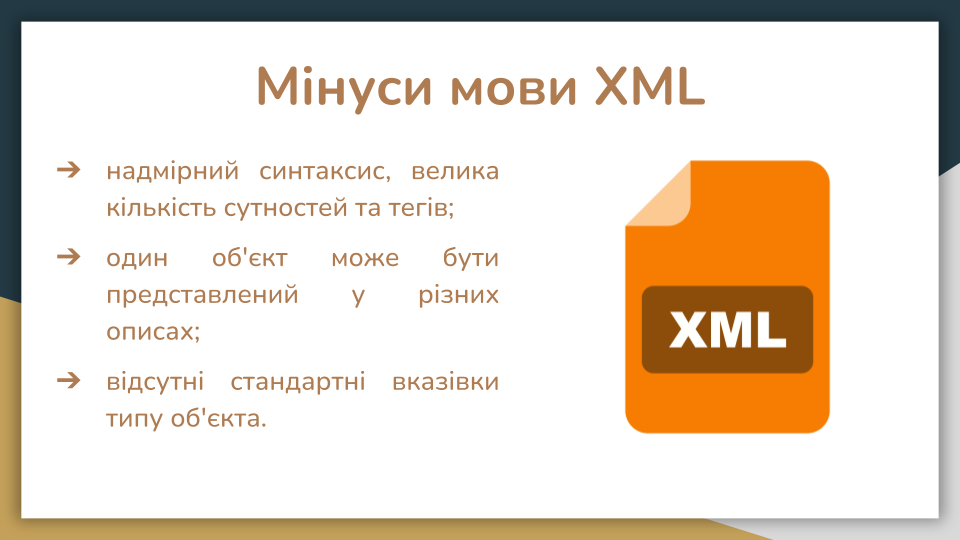 Мінуси мови XML
➔ надмірний синтаксис, велика
кількість сутностей та тегів;
➔ один об'єкт може бути
представлений у різних
описах;
➔ відсутні стандартні вказівки
типу об'єкта.
XML